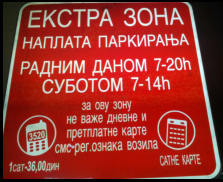 ЕКСТРА ЗОНА
НАПЛАТА ПАРКИРАЊА
РАДНИМ ДАНОМ 7-20h
СУБОТОМ 7-14h
за ову зону
не важе дневне и
претплатне карте
смс-рег.ознака возила
3520
1сат-36,00дин
САТНЕ КАРТЕ